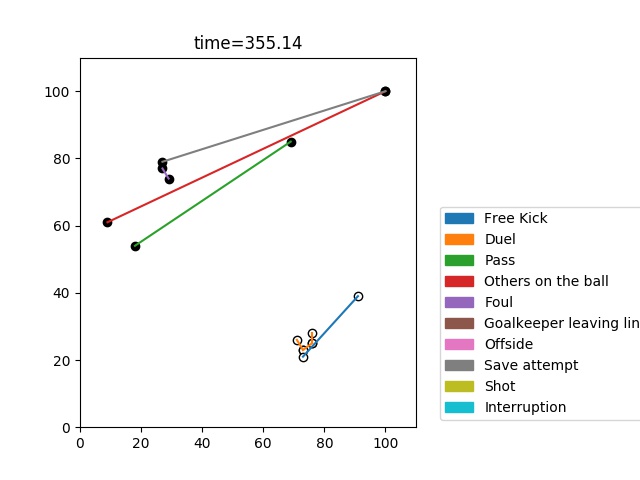 time=355.14
100
80
60
40
20
0
0 20 40 60 80 100
Free Kick
Duel
Pass
Others on the ball
Foul
Goalkeeper leaving lin
Offside
Save attempt
Shot
Interruption